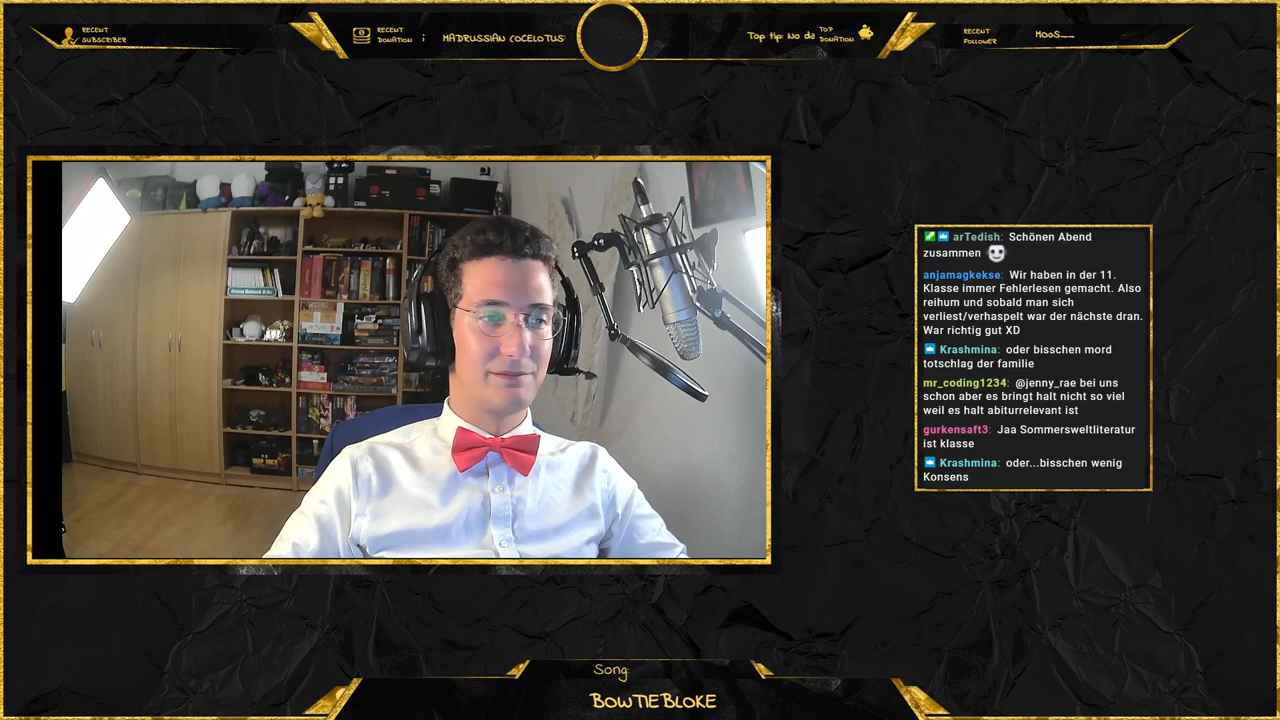 RECENT
SUBSCRIBER
RECENT
DONATION
MADRUSSIAN COCELOTUS:
Top tip: No da
TOP
DONATION
RECENT
FOLLOWER
MOOS___
arTedish: Schönen Abend
zusammen
anjamagkekse: Wir haben in der 11.
Klasse immer Fehlerlesen gemacht. Also
reihum und sobald man sich
verliest/verhaspelt war der nächste dran.
War richtig gut XD
Krashmina: oder bisschen mord
totschlag der familie
mr_coding1234: @jenny_rae bei uns
schon aber es bringt halt nicht so viel
weil es halt abiturrelevant ist
gurkensaft3: Jaa Sommersweltliteratur
ist klasse
Krashmina: oder...bisschen wenig
Konsens
Song:
BOWTIEBLOKE